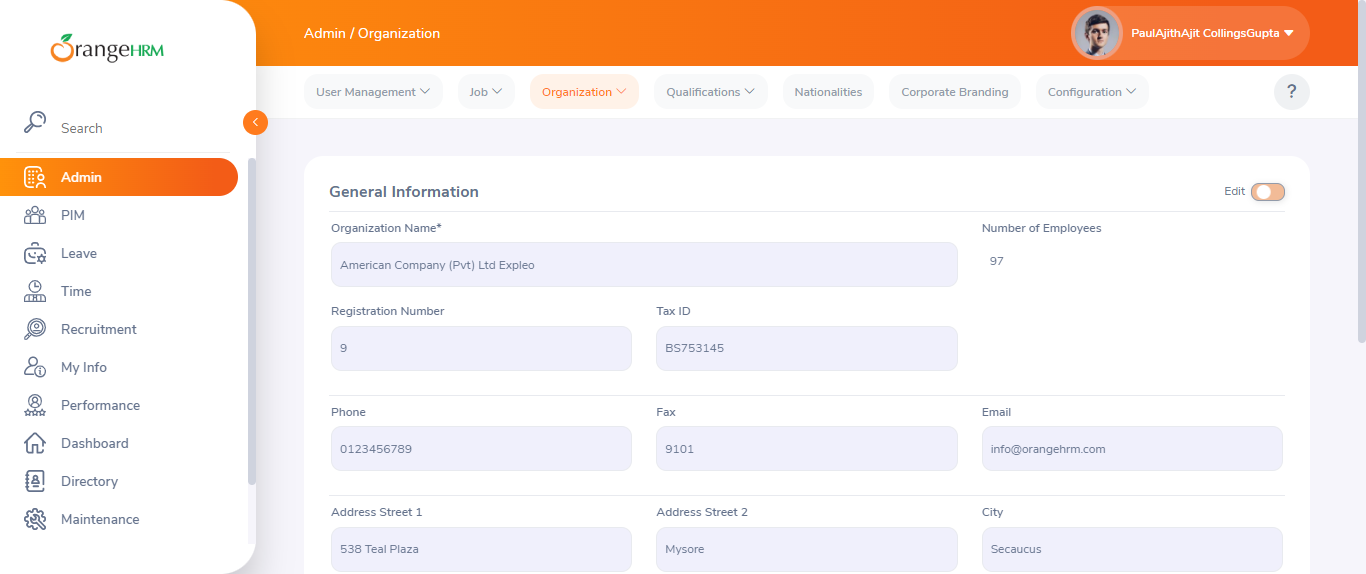 OrangeHRM
Admin / Organization
PaulAjithAjit CollingsGupta
User Management
Job
Organization
Qualifications
Nationalities
Corporate Branding
Configuration
?
Search
Admin
PIM
Leave
Time
Recruitment
My Info
Performance
Dashboard
Directory
Maintenance
General Information
Edit
Organization Name*
Number of Employees
American Company (Pvt) Ltd Expleo
97
Registration Number
Tax ID
9
BS753145
Phone
Fax
Email
0123456789
9101
info@orangehrm.com
Address Street 1
Address Street 2
City
538 Teal Plaza
Mysore
Secaucus